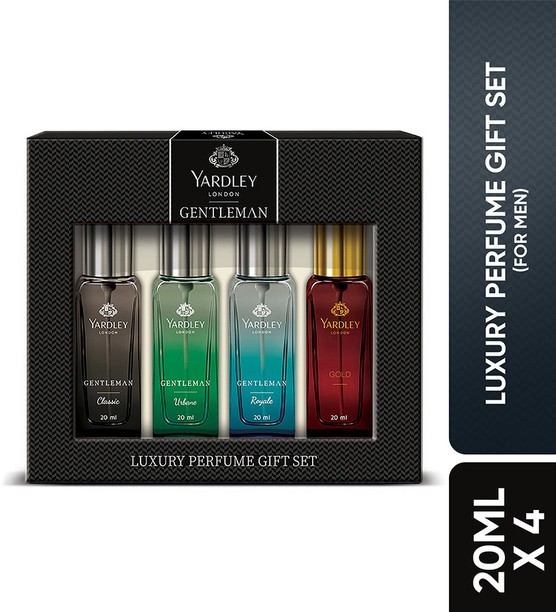 YARDLEY
LONDON
GENTLEMAN
YARDLEY
LONDON
GENTLEMAN
Classic
20 ml
YARDLEY
LONDON
GENTLEMAN
Urbane
20 ml
YARDLEY
LONDON
GENTLEMAN
Royale
20 ml
YARDLEY
LONDON
GOLD
20 ml
LUXURY PERFUME GIFT SET
LUXURY PERFUME GIFT SET
(FOR MEN)
20ML
X 4